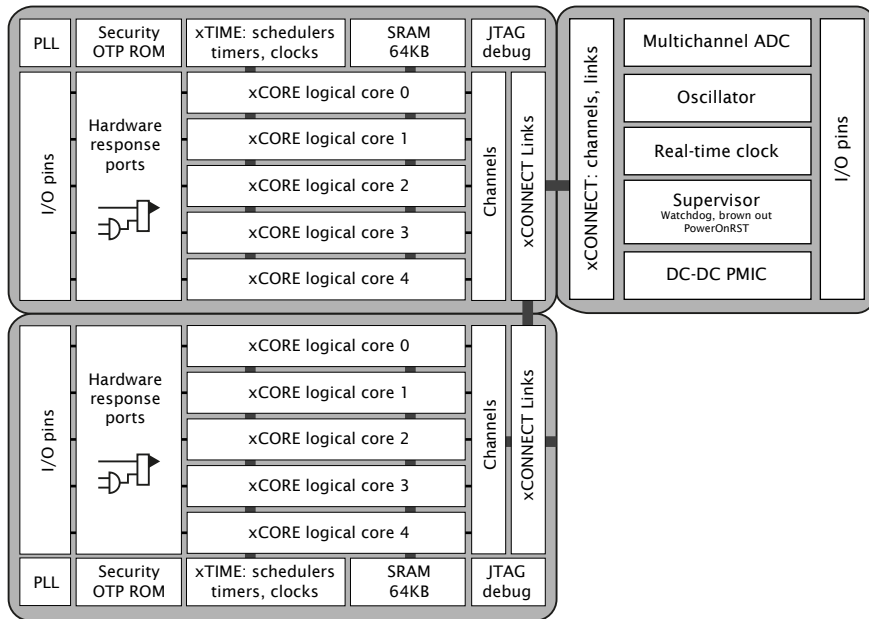 PLL
Security
OTP ROM
xTIME: schedulers
timers, clocks
SRAM
64KB
JTAG
debug
I/O pins
Hardware
response
ports
xCORE logical core 0
xCORE logical core 1
xCORE logical core 2
xCORE logical core 3
xCORE logical core 4
Channels
xCONNECT Links
xCONNECT: channels, links
Multichannel ADC
Oscillator
Real-time clock
Supervisor
Watchdog, brown out
PowerOnRST
DC-DC PMIC
I/O pins
I/O pins
Hardware
response
ports
xCORE logical core 0
xCORE logical core 1
xCORE logical core 2
xCORE logical core 3
xCORE logical core 4
Channels
xCONNECT Links
PLL
Security
OTP ROM
xTIME: schedulers
timers, clocks
SRAM
64KB
JTAG
debug